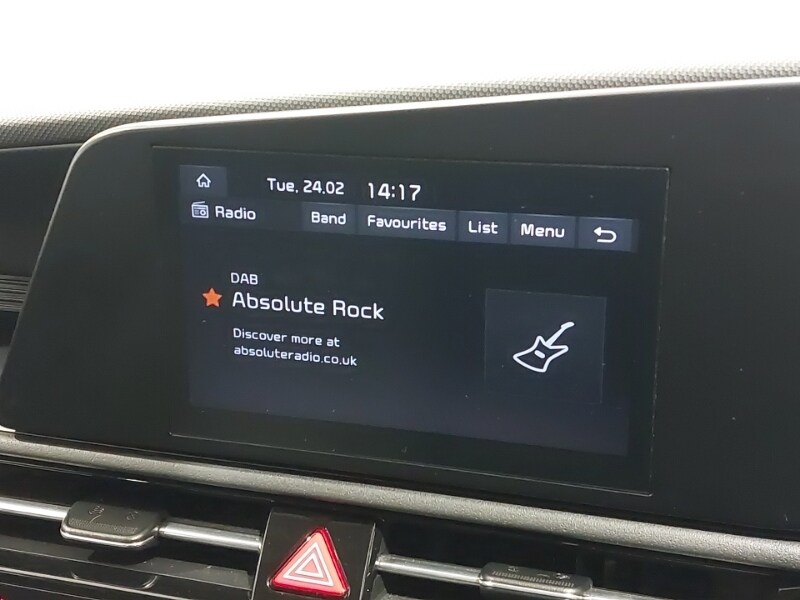 Tue, 24.02 14:17
Radio Band Favourites List Menu
DAB
Absolute Rock
Discover more at
absoluteradio.co.uk